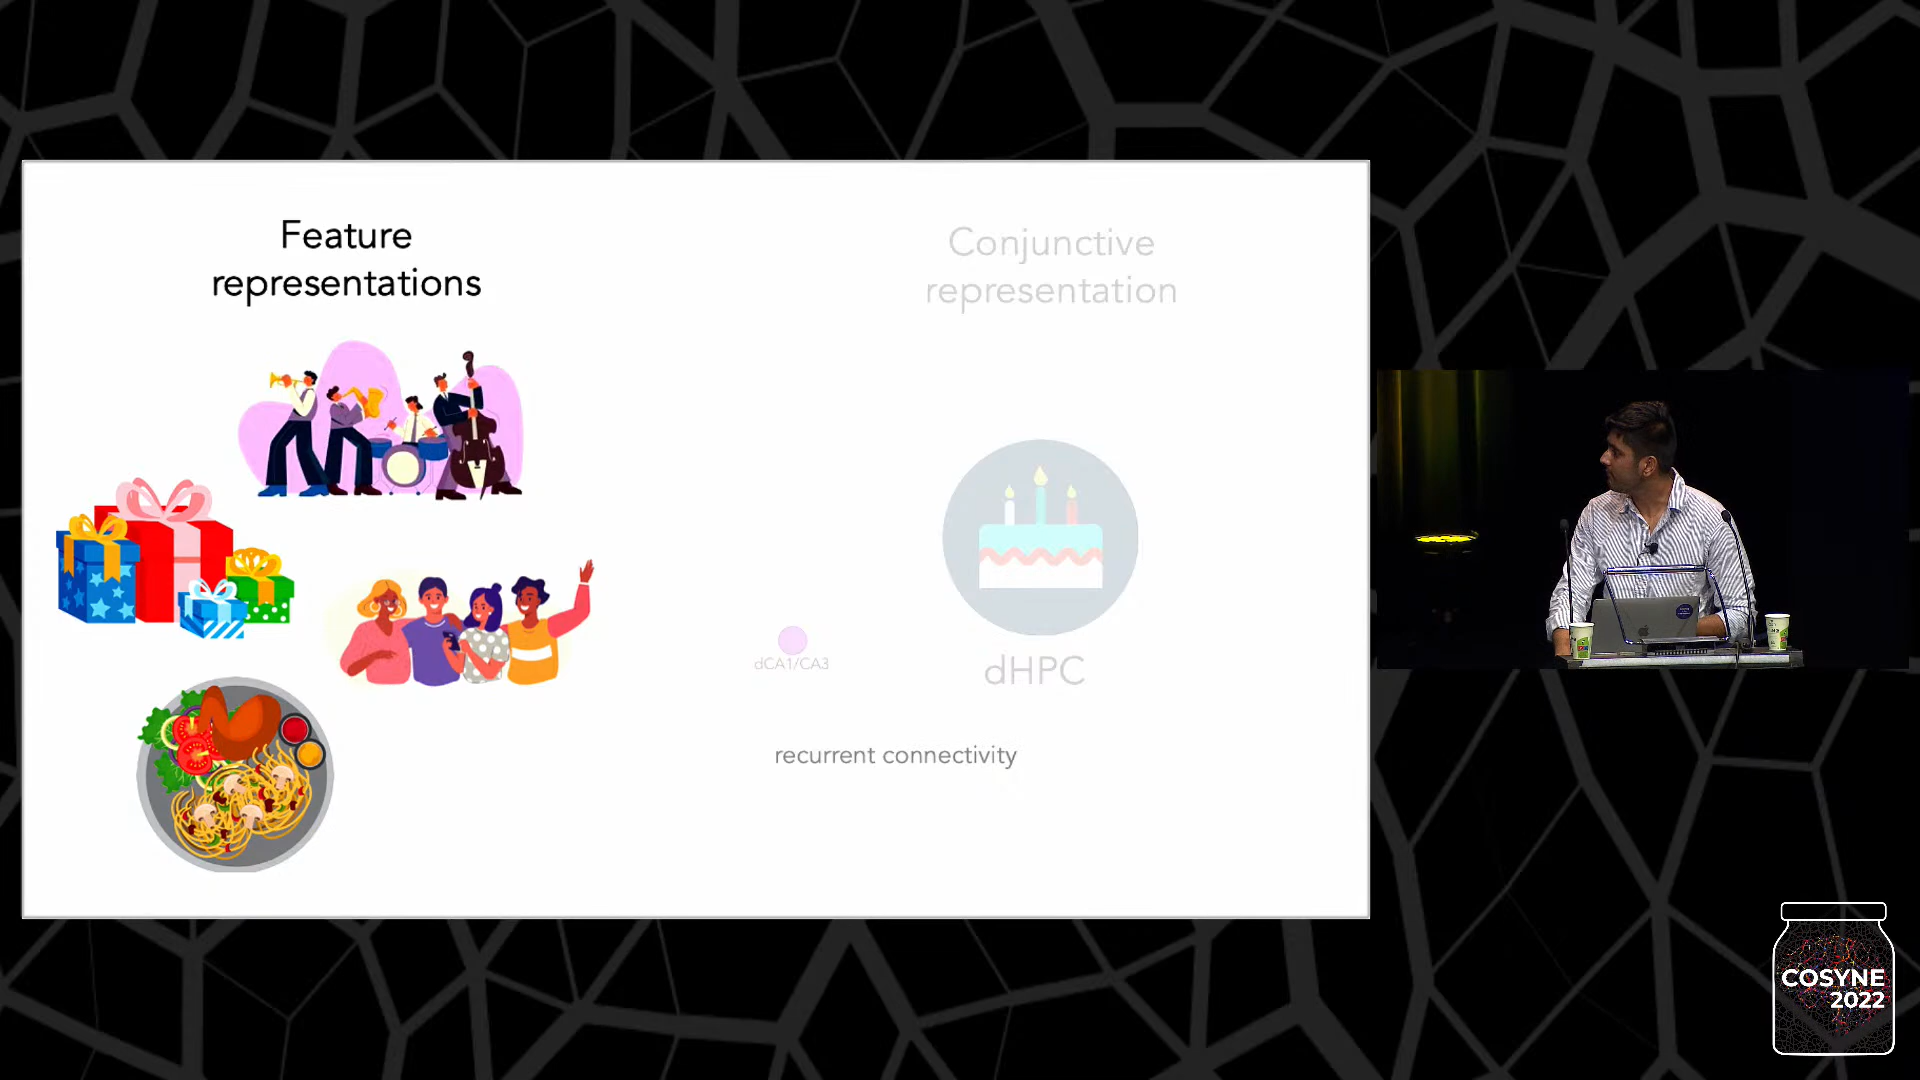 Feature
representations
Conjunctive
representation
dCA1/CA3
dHPC
recurrent connectivity
COSYNE
2022